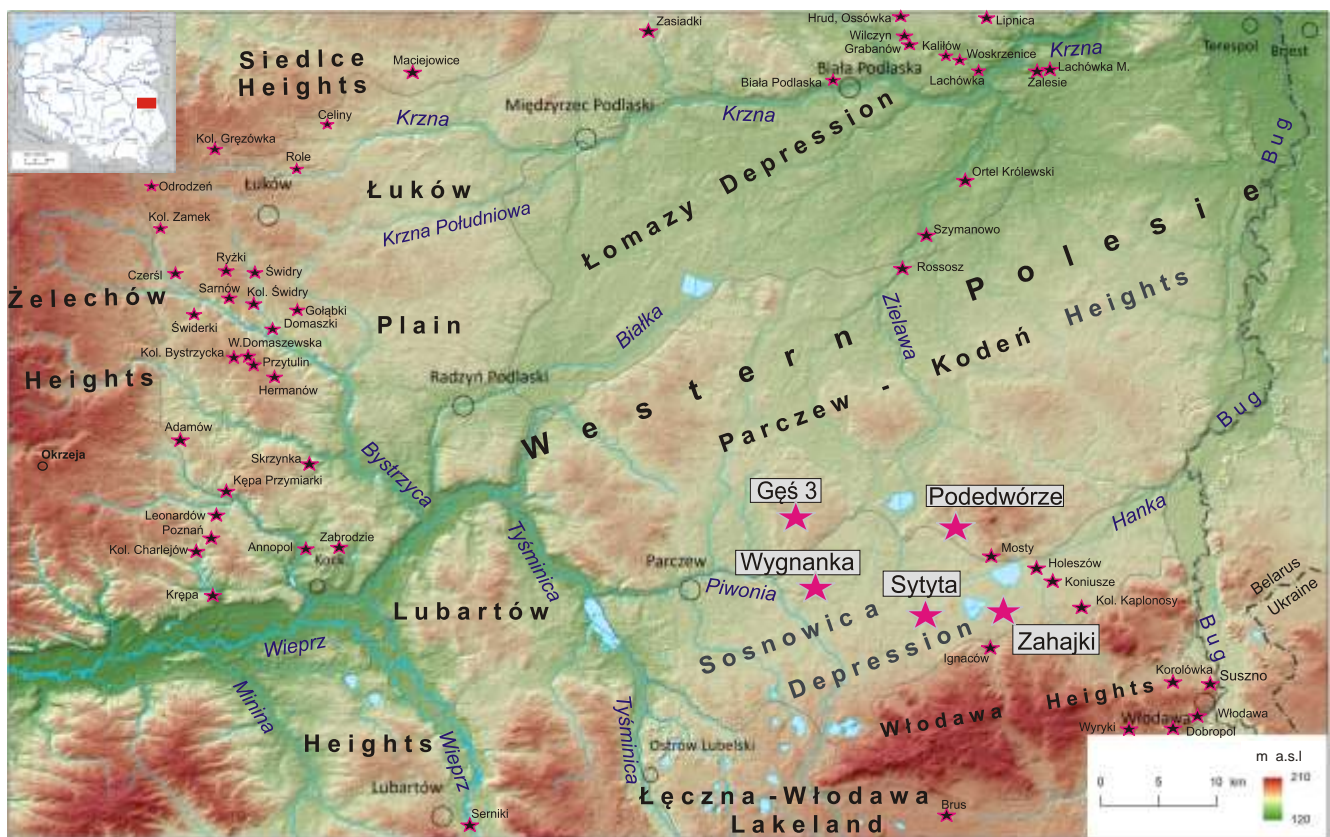 Zasiadki
Hrud, Ossówka
Lipnica
Wilczyn
Grabanów
Kaliłów
Woskrzenice
Krzna
Terespol
Brest
Siedlce
Heights
Maciejowice
Biała Podlaska
Biała Podlaska
Lachówka
Zalesie
Lachówka M.
Międzyrzec Podlaski
Celiny
Krzna
Krzna
Kol. Gręzówka
Role
Odrodzeń
Łuków
Łuków
Łomazy Depression
Ortel Królewski
Bug
Kol. Zamek
Krzna Południowa
Szymanowo
Rossosz
Czerśl
Ryżki
Świdry
Sarnów
Kol. Świdry
Gołąbki
Domaszki
Świderki
Żelechów
Heights
Plain
Białka
Zielawa
Western Polesie
Parczew - Kodeń Heights
W.Domaszewska
Kol. Bystrzycka
Przytulin
Hermanów
Radzyń Podlaski
Bug
Adamów
Okrzeja
Skrzynka
Bystrzyca
Kępa Przymiarki
Leonardów
Poznań
Kol. Charlejów
Annopol
Zabrodzie
Kock
Krępa
Tyśminica
Gęś 3
Podedwórze
Hanka
Mosty
Holeszów
Koniusze
Kol. Kaplonosy
Parczew
Wygnanka
Piwonia
Sytyta
Zahajki
Ignaców
Belarus
Ukraine
Bug
Lubartów
Heights
Wieprz
Minina
Wieprz
Tyśminica
Sosnowica
Depression
Korolówka
Suszno
Włodawa Heights
Włodawa
Włodawa
Wyryki
Dobropol
Ostrów Lubelski
Lubartów
Serniki
Łęczna -Włodawa
Lakeland
Brus
m a.s.l
0 5 10 km
210
120